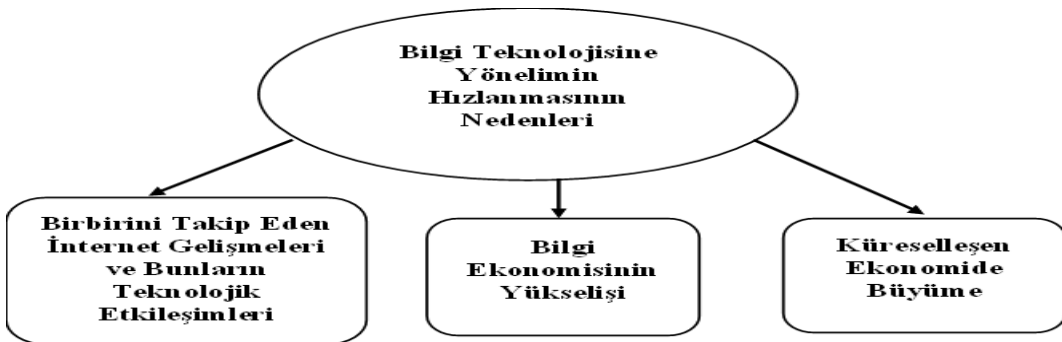 Bilgi Teknolojisine
Yönelimin
Hızlanmasının
Nedenleri
Birbirini Takip Eden
İnternet Gelişmeleri
ve Bunların
Teknolojik
Etkileşimleri
Bilgi
Ekonomisinin
Yükselişi
Küreselleşen
Ekonomide
Büyüme